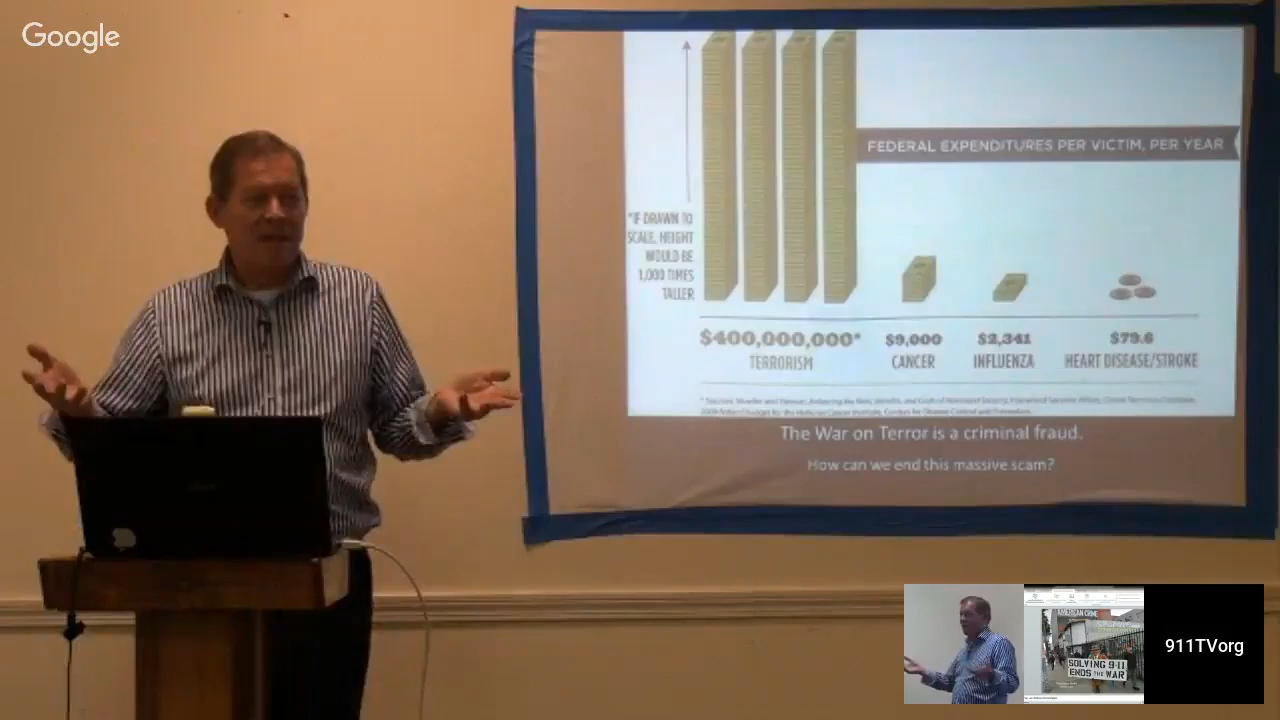 Google
FEDERAL EXPENDITURES PER VICTIM, PER YEAR
*IF DRAWN TO
SCALE, HEIGHT
WOULD BE
1,000 TIMES
TALLER
$400,000,000* $9,000 $2,341 $79.6
TERRORISM CANCER INFLUENZA HEART DISEASE/STROKE
The War on Terror is a criminal fraud.
How can we end this massive scam?
AMERICAN CRIME
SOLVING 9-11
ENDS THE WAR
911TVorg